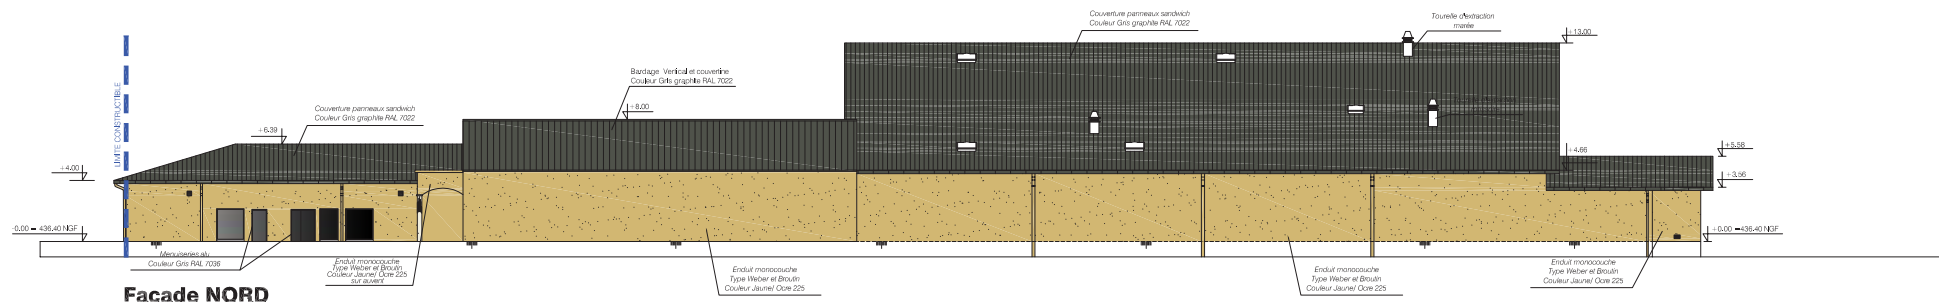 Couverture panneaux sandwich
Couleur Gris graphite RAL 7022
Tourelle d'extraction
marée
+13.00
Bardage Vertical et couvertine
Couleur Gris graphite RAL 7022
LIMITE CONSTRUCTIBLE
Couverture panneaux sandwich
Couleur Gris graphite RAL 7022
+8.00
+6.39
+4.66
+5.58
+4.00
+3.56
-0.00 = 436.40 NGF
+0.00 =436.40 NGF
Menuiseries alu
Couleur Gris RAL 7036
Enduit monocouche
Type Weber et Broutin
Couleur Jaune/ Ocre 225
sur auvent
Enduit monocouche
Type Weber et Broutin
Couleur Jaune/ Ocre 225
Enduit monocouche
Type Weber et Broutin
Couleur Jaune/ Ocre 225
Enduit monocouche
Type Weber et Broutin
Couleur Jaune/ Ocre 225
Facade NORD